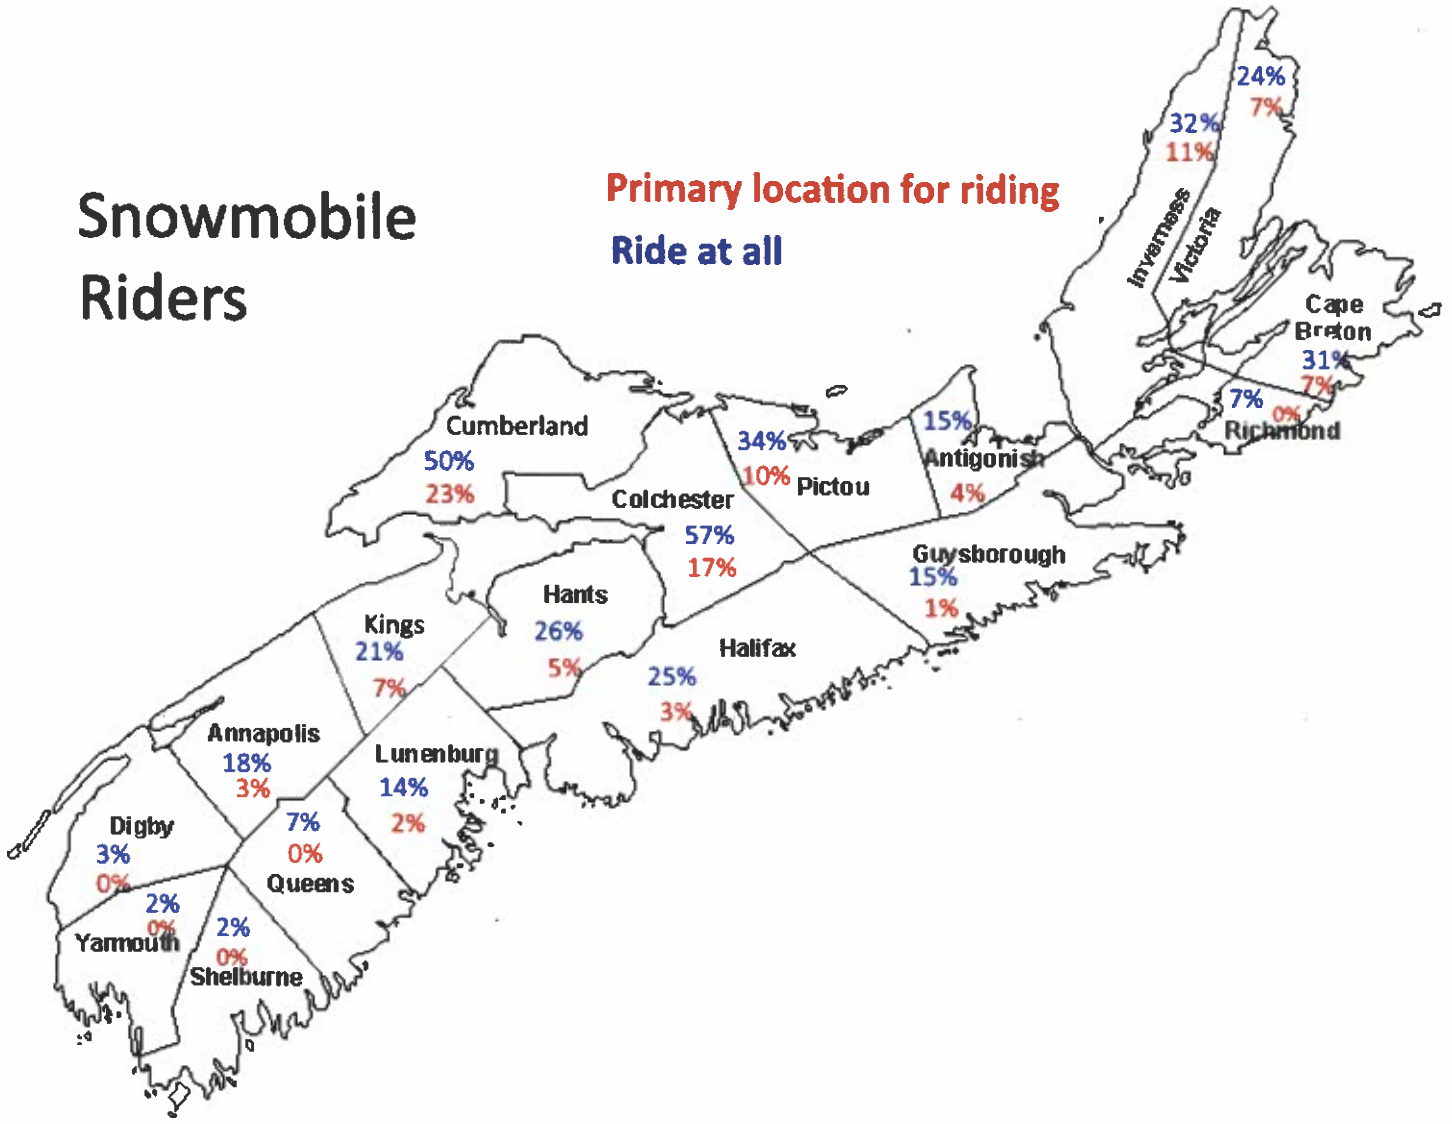 Snowmobile
Riders
Primary location for riding
Ride at all
24%
7%
32%
11%
Inverness
Victoria
Cape
Breton
31%
7%
7%
0%
Richmond
Cumberland
50%
23%
34%
10%
Pictou
15%
Antigonish
4%
Colchester
57%
17%
Guysborough
15%
1%
Hants
26%
5%
Kings
21%
7%
Halifax
25%
3%
Annapolis
18%
3%
Lunenburg
14%
2%
Digby
3%
0%
7%
0%
Queens
2%
0%
Yarmouth
2%
0%
Shelburne